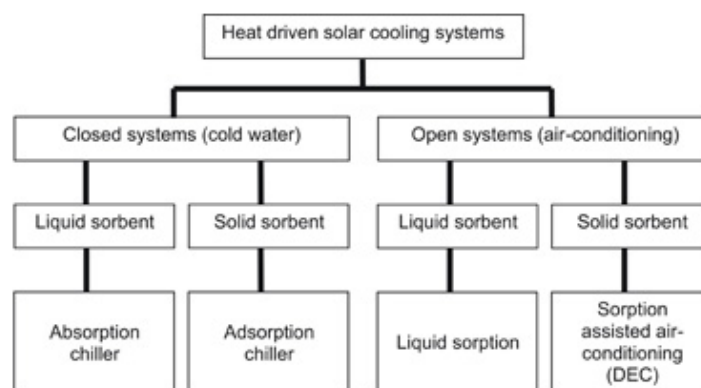 Heat driven solar cooling systems
Closed systems (cold water)
Open systems (air-conditioning)
Liquid sorbent
Solid sorbent
Liquid sorbent
Solid sorbent
Absorption
chiller
Adsorption
chiller
Liquid sorption
Sorption
assisted air-
conditioning
(DEC)